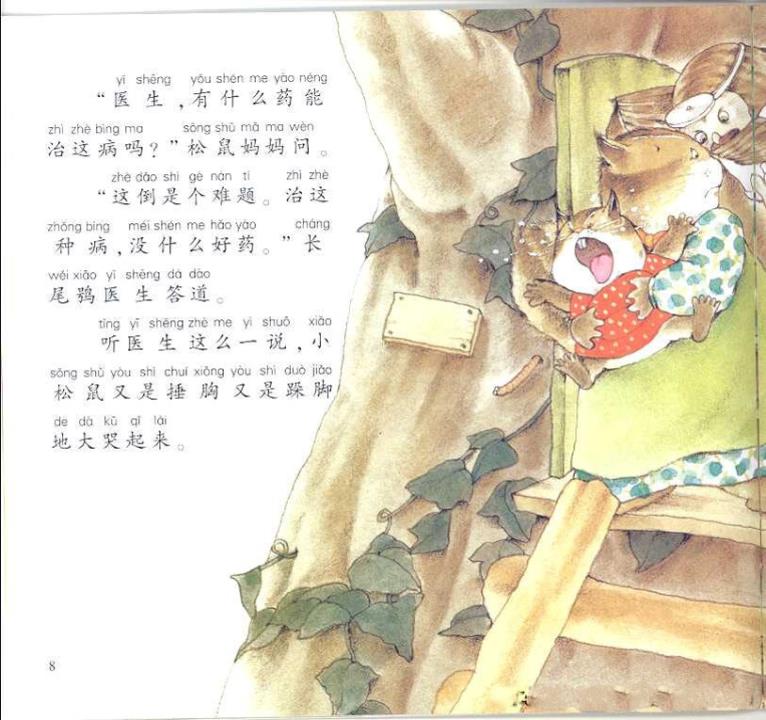 yī shēng yǒu shén me yào néng
“医生，有什么药能
zhì zhè bìng ma sōng shǔ mā ma wèn
治这病吗？”松鼠妈妈问。
zhè dào shì gè nán tí zhì zhè
“这倒是个难题。治这
zhǒng bìng méi shén me hǎo yào cháng
种病，没什么好药。”长
wěi xiāo yī shēng dá dào
尾鸮医生答道。
tīng yī shēng zhè me yì shuō xiǎo
听医生这么一说，小
sōng shǔ yòu shì chuí xiōng yòu shì duò jiǎo
松鼠又是捶胸又是跺脚
de dà kū qǐ lái
地大哭起来。
8